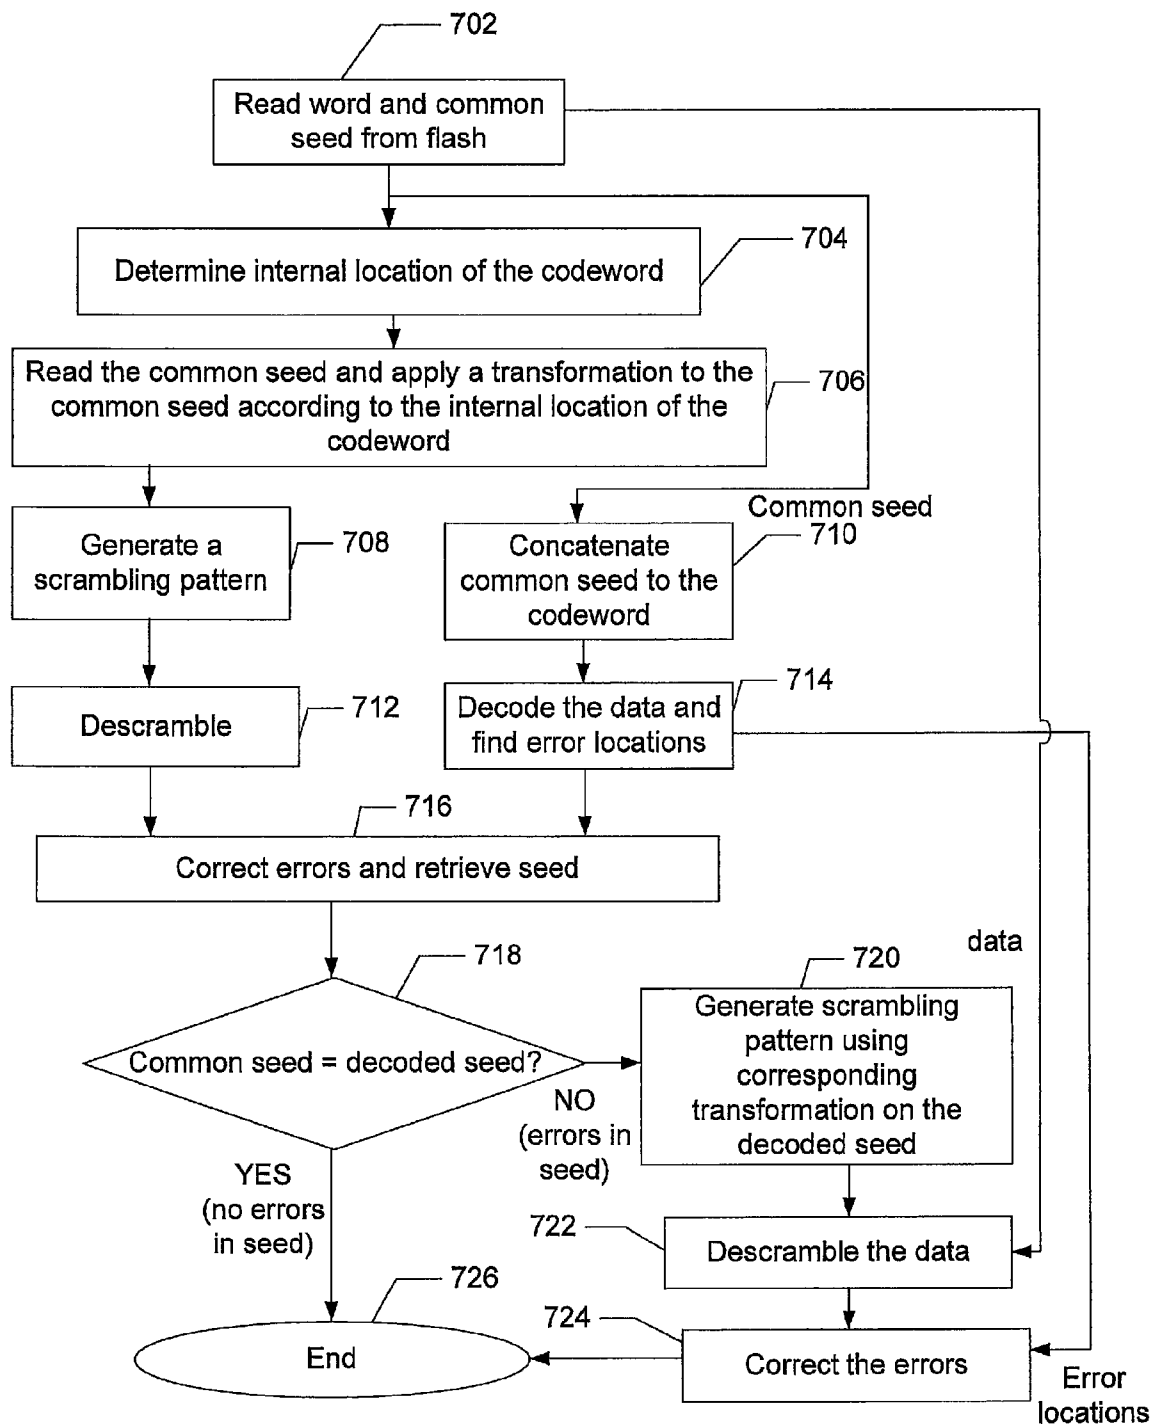 702
Read word and common
seed from flash
704
Determine internal location of the codeword
Read the common seed and apply a transformation to the
common seed according to the internal location of the
codeword
706
Common seed
Generate a
scrambling pattern
708
Concatenate
common seed to the
codeword
710
Descramble
712
Decode the data and
find error locations
714
716
Correct errors and retrieve seed
718
Common seed = decoded seed?
data
720
Generate scrambling
pattern using
corresponding
transformation on the
decoded seed
NO
(errors in
seed)
YES
(no errors
in seed)
722
Descramble the data
726
End
724
Correct the errors
Error
locations